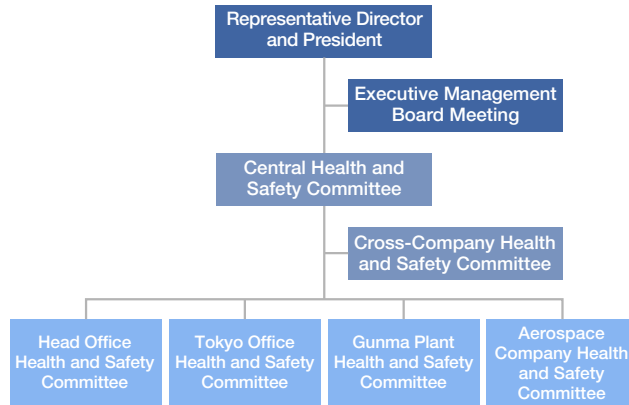 Representative Director
and President
Executive Management
Board Meeting
Central Health and
Safety Committee
Cross-Company Health
and Safety Committee
Head Office
Health and Safety
Committee
Tokyo Office
Health and Safety
Committee
Gunma Plant
Health and Safety
Committee
Aerospace
Company Health
and Safety
Committee